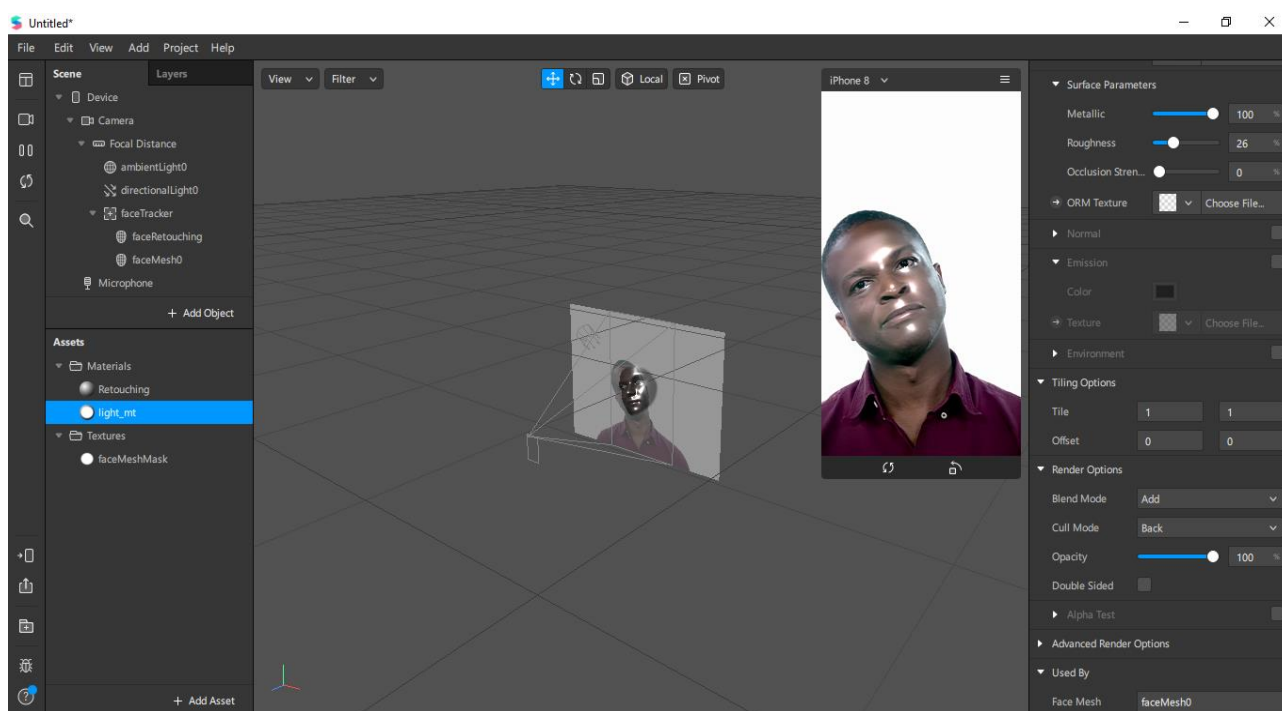 Untitled*
File Edit View Add Project Help
Scene Layers
Device
Camera
Focal Distance
ambientLight0
directionalLight0
faceTracker
faceRetouching
faceMesh0
Microphone
+ Add Object
Assets
Materials
Retouching
light_mt
Textures
faceMeshMask
+ Add Asset
View Filter Local Pivot
iPhone 8
Surface Parameters
Metallic 100 %
Roughness 26 %
Occlusion Stren... 0 %
ORM Texture Choose File...
Normal
Emission
Color
Texture Choose File...
Environment
Tiling Options
Tile 1 1
Offset 0 0
Render Options
Blend Mode Add
Cull Mode Back
Opacity 100 %
Double Sided
Alpha Test
Advanced Render Options
Used By
Face Mesh faceMesh0